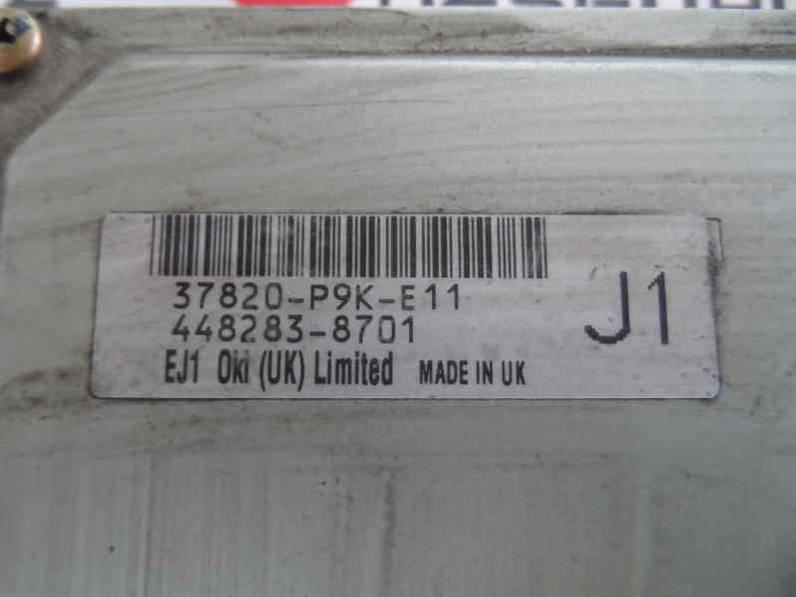 37820-P9K-E11
448283-8701
EJ1 Oki (UK) Limited MADE IN UK
J1